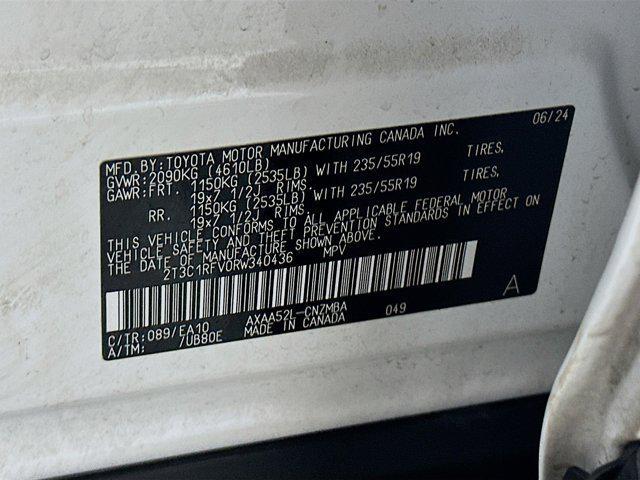 MFD. BY: TOYOTA MOTOR MANUFACTURING CANADA INC. 06/24
GVWR: 2090KG (4610LB)
GAWR: FRT. 1150KG (2535LB) WITH 235/55R19 TIRES,
19x7 1/2J RIMS.
RR. 1150KG (2535LB) WITH 235/55R19 TIRES,
19x7 1/2J RIMS.
THIS VEHICLE CONFORMS TO ALL APPLICABLE FEDERAL MOTOR
VEHICLE SAFETY AND THEFT PREVENTION STANDARDS IN EFFECT ON
THE DATE OF MANUFACTURE SHOWN ABOVE.
2T3C1RFV0RW340436 MPV
A
C/TR: 089/EA10 AXAA52L-CNZMBA 049
A/TM: 7UB80E MADE IN CANADA